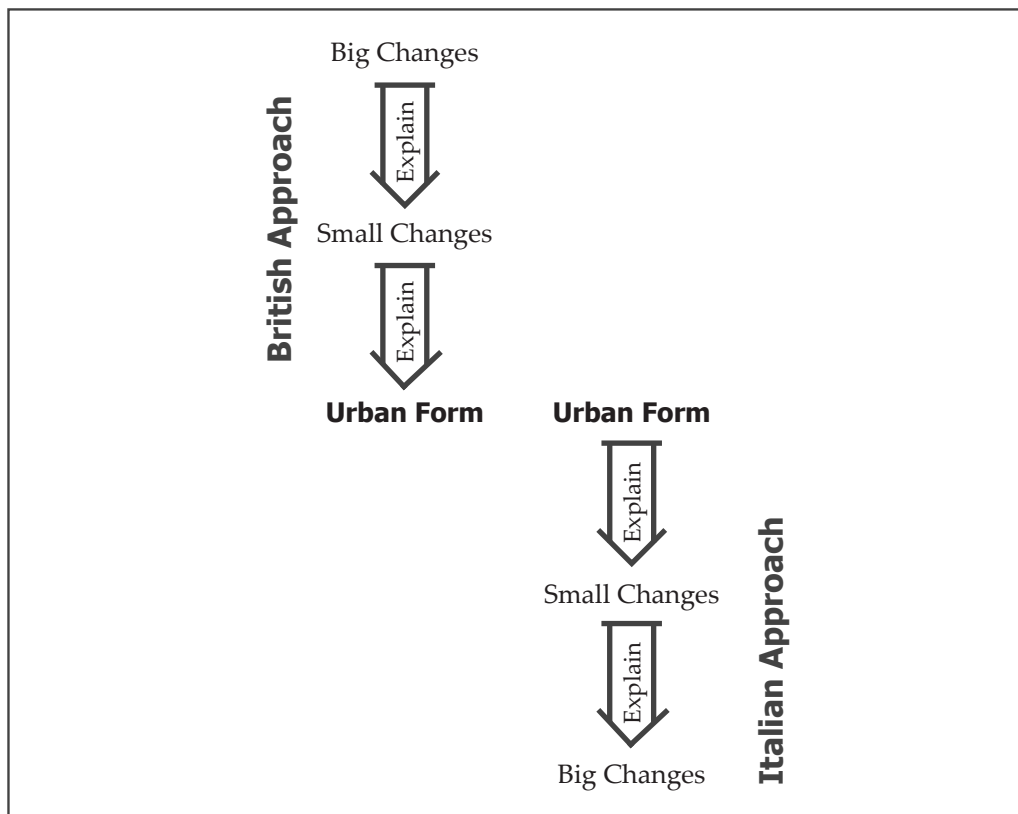 Big Changes
Explain
British Approach
Small Changes
Explain
Urban Form
Urban Form
Explain
Small Changes
Italian Approach
Explain
Big Changes